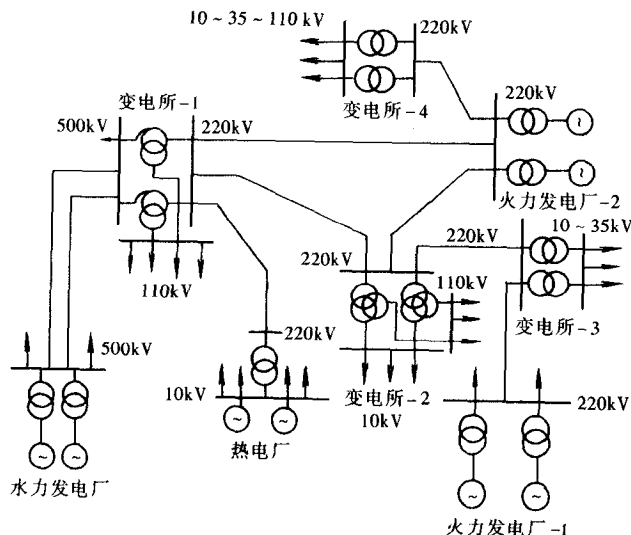 10～35～110 kV
220kV
变电所-4
变电所-1
500kV
220kV
220kV
火力发电厂-2
110kV
10～35kV
220kV
220kV
110kV
变电所-3
220kV
500kV
10kV
变电所-2
10kV
220kV
热电厂
水力发电厂
火力发电厂-1
~
~
~
~
~
~
~
~